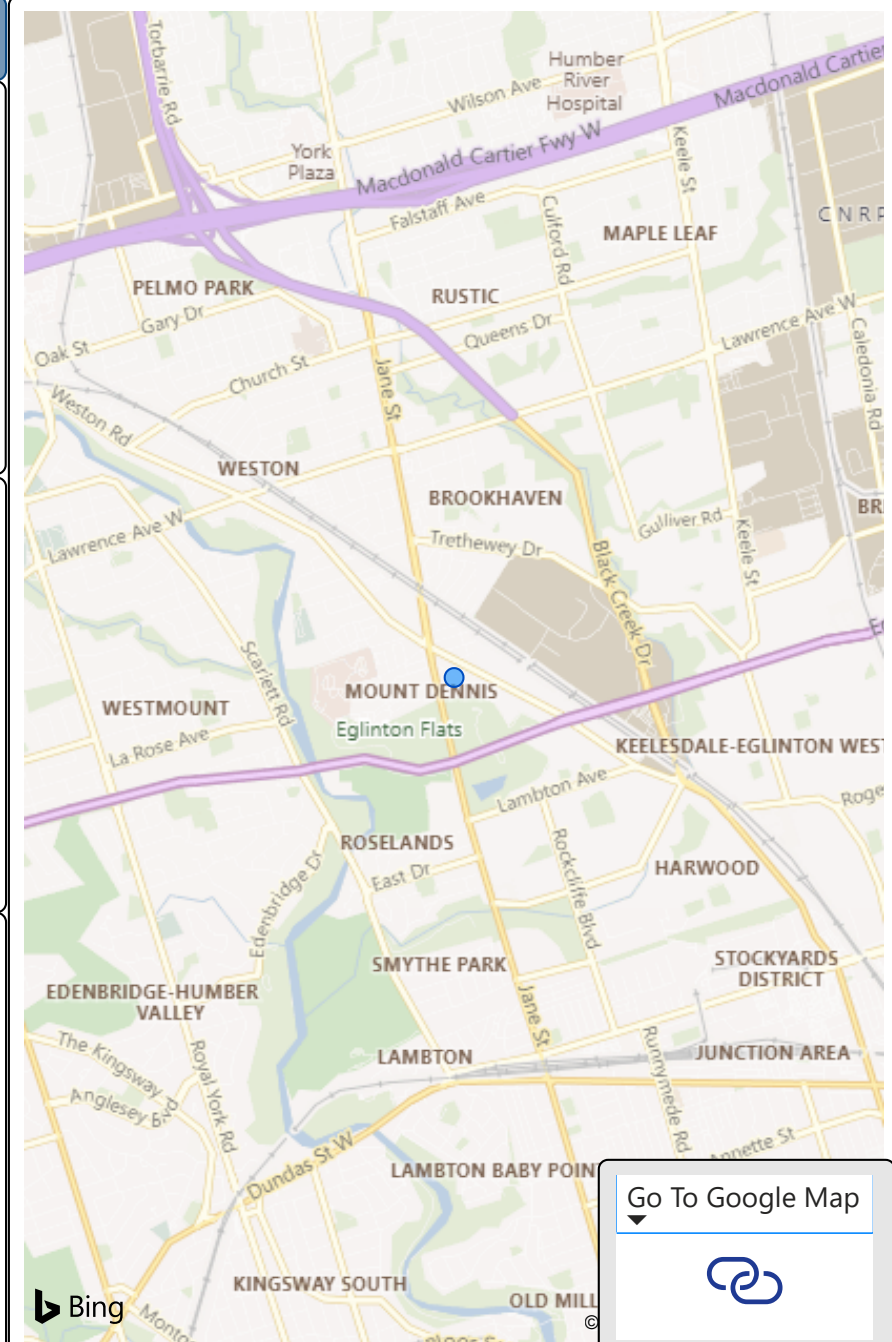 Torbarrie Rd
Humber
River
Hospital
Macdonald Cartier
Wilson Ave
York
Plaza
Macdonald Cartier Fwy W
Keele St
Falstaff Ave
Culford Rd
CNRP
MAPLE LEAF
PELMO PARK
RUSTIC
Gary Dr
Queens Dr
Lawrence Ave W
Oak St
Caledonia Rd
Church St
Jane St
Weston Rd
WESTON
BROOKHAVEN
BR
Gulliver Rd
Lawrence Ave W
Trethewey Dr
Keele St
Black Creek Dr
Scarlett Rd
MOUNT DENNIS
WESTMOUNT
Eglinton Flats
La Rose Ave
KEELESDALE-EGLINTON WEST
Lambton Ave
Roge
ROSELANDS
Rockcliffe Blvd
HARWOOD
East Dr
Edenbridge Dr
SMYTHE PARK
STOCKYARDS
DISTRICT
EDENBRIDGE-HUMBER
VALLEY
Jane St
The Kingsway
Royal York Rd
LAMBTON
JUNCTION AREA
Runnymede Rd
Anglesey Blvd
Annette St
Dundas St W
LAMBTON BABY POIN
Go To Google Map
KINGSWAY SOUTH
OLD MILL
Bing
©